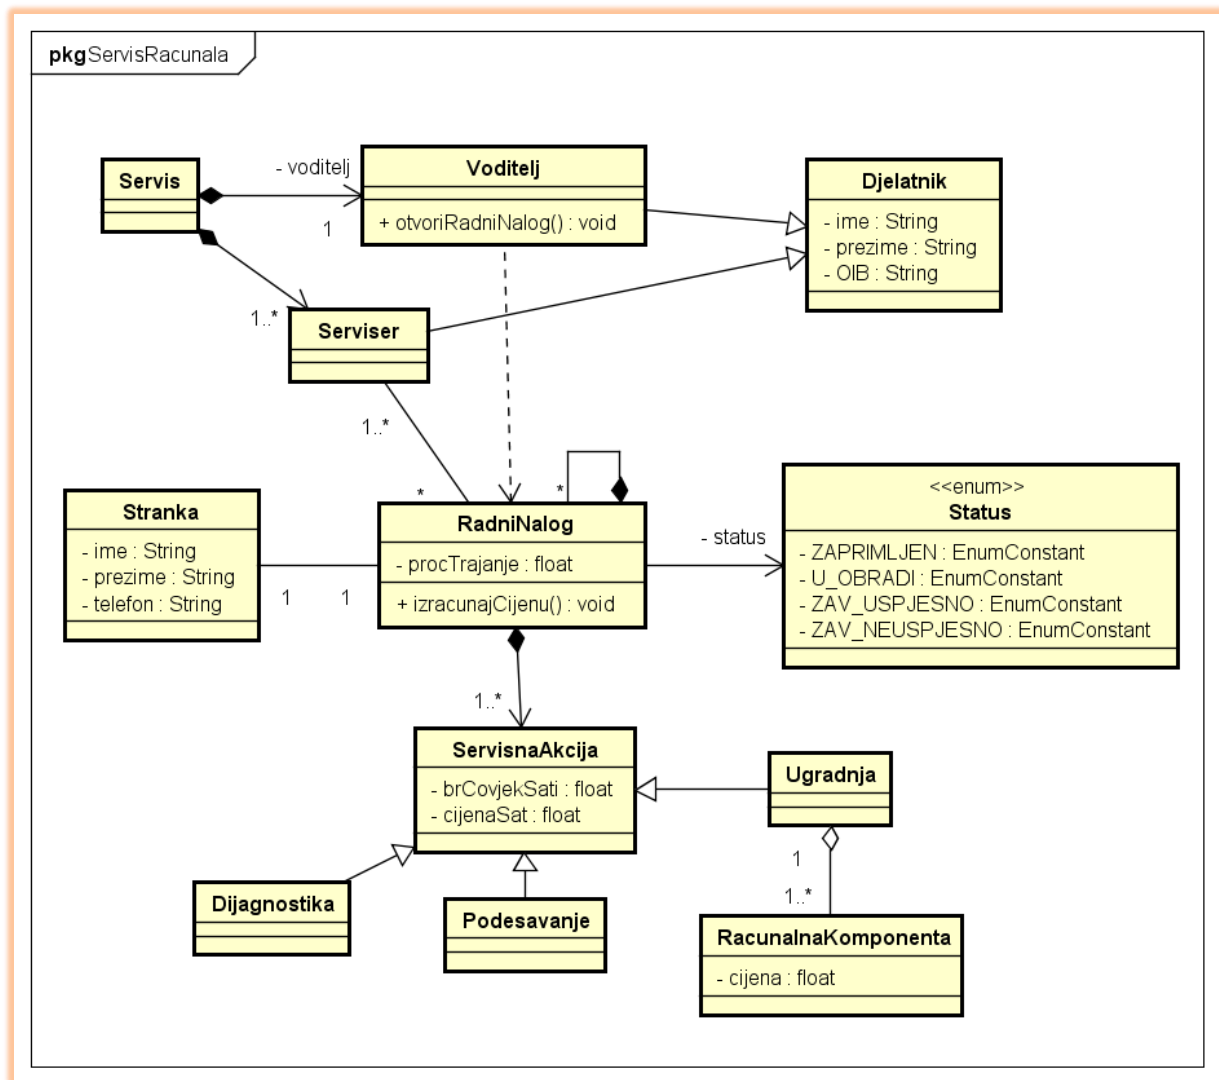 pkgServisRacunala
Servis
- voditelj
1
Voditelj
+ otvoriRadniNalog() : void
Djelatnik
- ime : String
- prezime : String
- OIB : String
1..*
Serviser
1..*
*
*
Stranka
- ime : String
- prezime : String
- telefon : String
1
1
RadniNalog
- procTrajanje : float
+ izracunajCijenu() : void
- status
<<enum>>
Status
- ZAPRIMLJEN : EnumConstant
- U_OBRADI : EnumConstant
- ZAV_USPJESNO : EnumConstant
- ZAV_NEUSPJESNO : EnumConstant
1..*
ServisnaAkcija
- brCovjekSati : float
- cijenaSat : float
Ugradnja
1
1..*
Dijagnostika
Podesavanje
RacunalnaKomponenta
- cijena : float